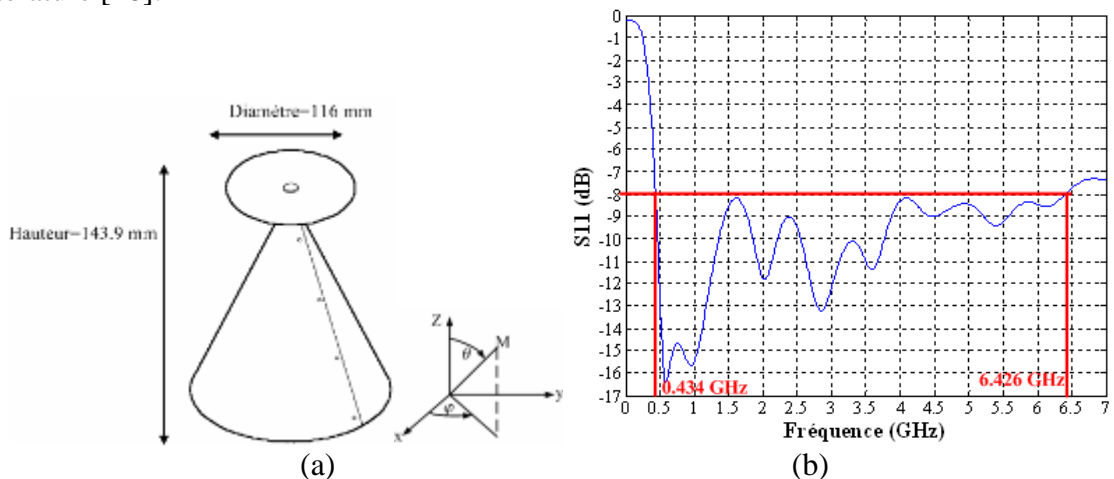 Diamètre=116 mm
Hauteur=143.9 mm
Z
θ
M
y
φ
x
(a)
0
-1
-2
-3
-4
-5
-6
-7
-8
-9
-10
-11
-12
-13
-14
-15
-16
-17
S11 (dB)
0.434 GHz
6.426 GHz
0 0.5 1 1.5 2 2.5 3 3.5 4 4.5 5 5.5 6 6.5 7
Fréquence (GHz)
(b)